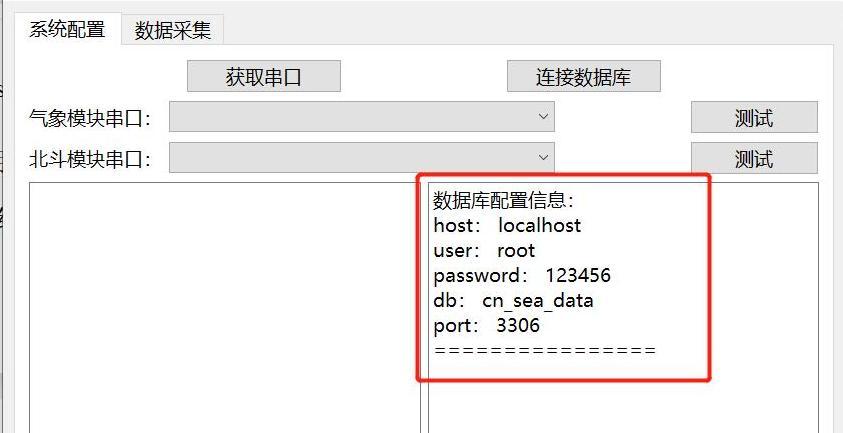 系统配置 数据采集
获取串口 连接数据库
气象模块串口： 测试
北斗模块串口： 测试
数据库配置信息：
host： localhost
user： root
password： 123456
db： cn_sea_data
port： 3306
================